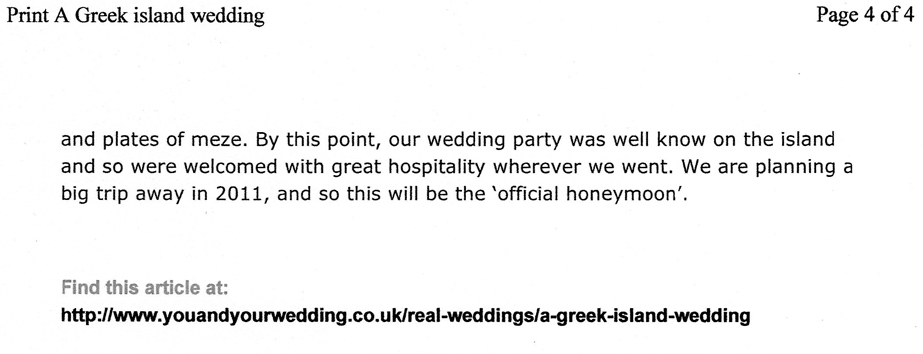 Print A Greek island wedding
Page 4 of 4
and plates of meze. By this point, our wedding party was well know on the island
and so were welcomed with great hospitality wherever we went. We are planning a
big trip away in 2011, and so this will be the ‘official honeymoon’.
Find this article at:
http://www.youandyourwedding.co.uk/real-weddings/a-greek-island-wedding